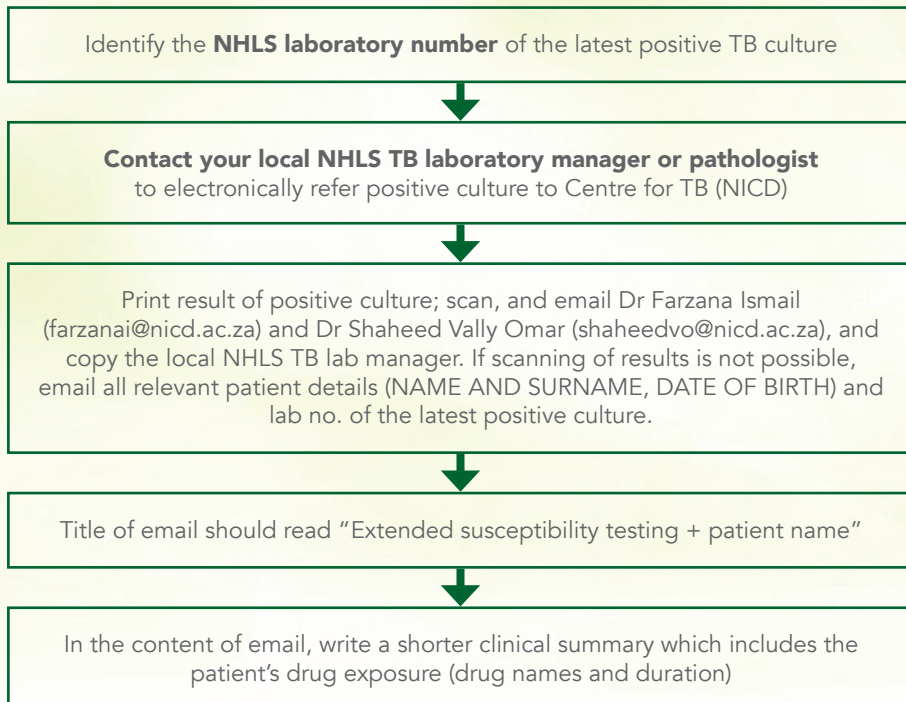 Identify the NHLS laboratory number of the latest positive TB culture
Contact your local NHLS TB laboratory manager or pathologist
to electronically refer positive culture to Centre for TB (NICD)
Print result of positive culture; scan, and email Dr Farzana Ismail
(farzanai@nicd.ac.za) and Dr Shaheed Vally Omar (shaheedvo@nicd.ac.za), and
copy the local NHLS TB lab manager. If scanning of results is not possible,
email all relevant patient details (NAME AND SURNAME, DATE OF BIRTH) and
lab no. of the latest positive culture.
Title of email should read “Extended susceptibility testing + patient name”
In the content of email, write a shorter clinical summary which includes the
patient’s drug exposure (drug names and duration)